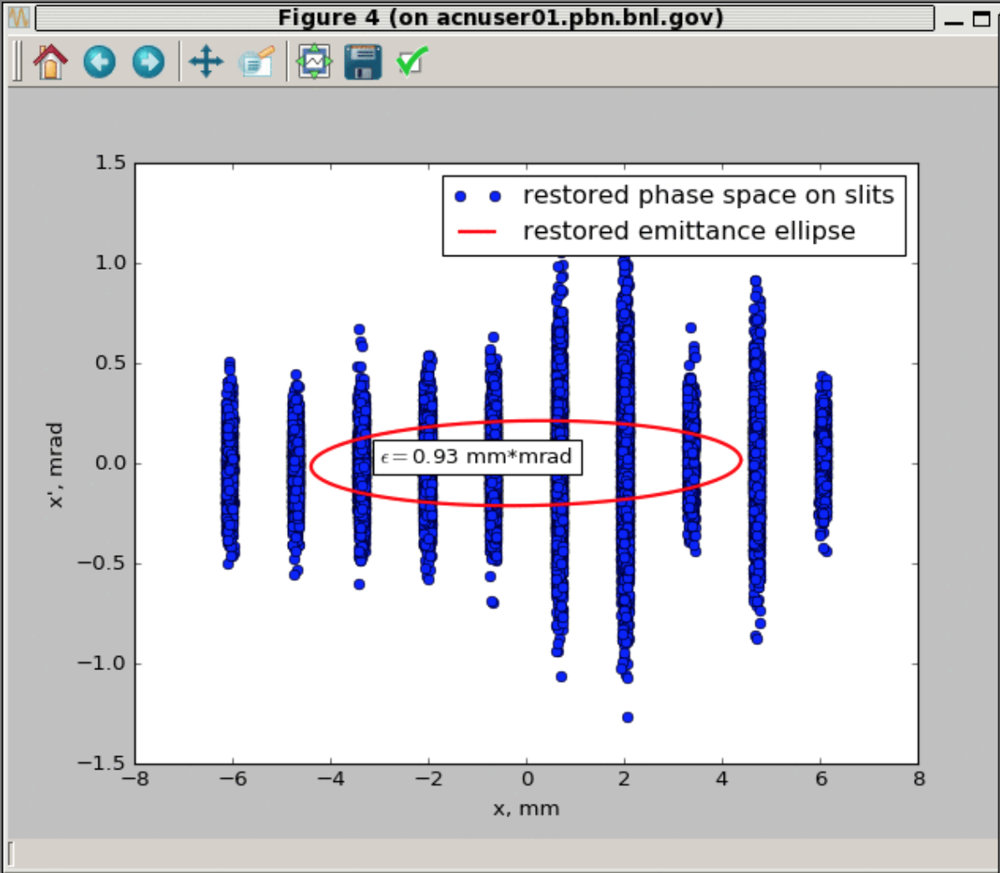 Figure 4 (on acnuser01.pbn.bnl.gov)
1.5
1.0
0.5
0.0
−0.5
−1.0
−1.5
x', mrad
restored phase space on slits
restored emittance ellipse
ϵ=0.93 mm*mrad
−8 −6 −4 −2 0 2 4 6 8
x, mm